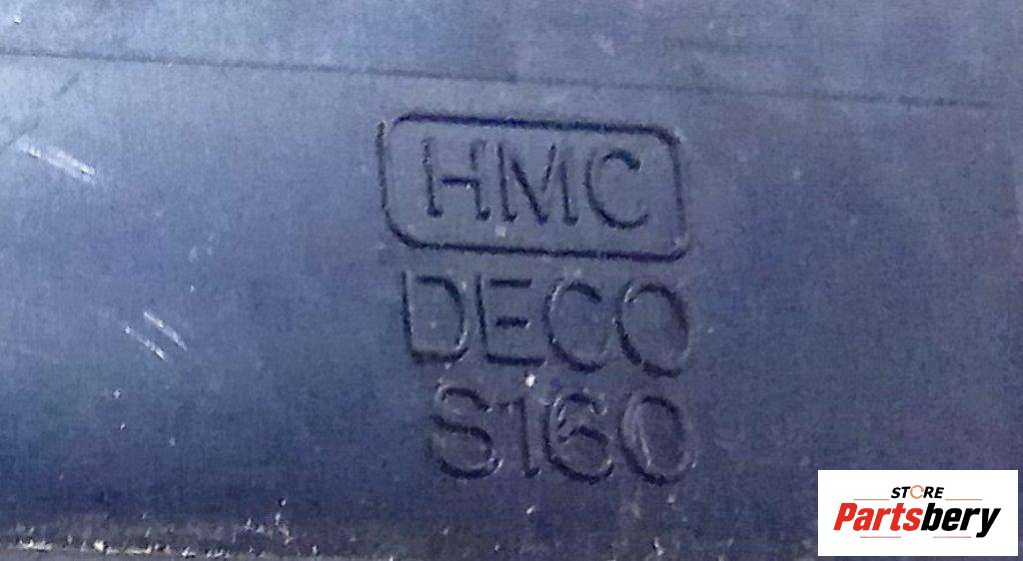 HMC
DECO
S160
STORE
Partsbery